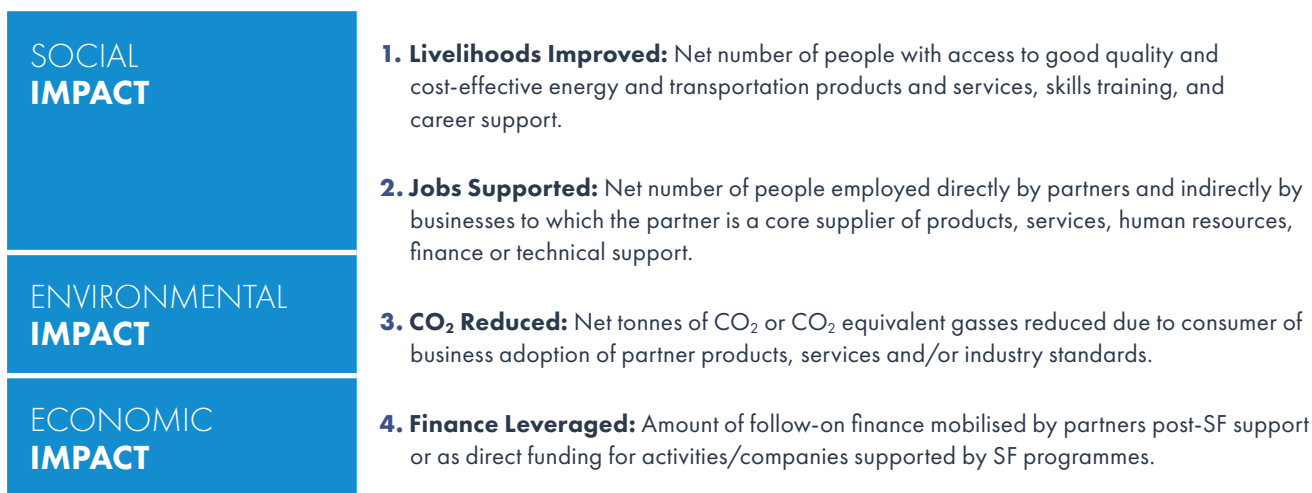 SOCIAL
IMPACT
1. Livelihoods Improved: Net number of people with access to good quality and
cost-effective energy and transportation products and services, skills training, and
career support.
2. Jobs Supported: Net number of people employed directly by partners and indirectly by
businesses to which the partner is a core supplier of products, services, human resources,
finance or technical support.
ENVIRONMENTAL
IMPACT
3. CO₂ Reduced: Net tonnes of CO₂ or CO₂ equivalent gasses reduced due to consumer of
business adoption of partner products, services and/or industry standards.
ECONOMIC
IMPACT
4. Finance Leveraged: Amount of follow-on finance mobilised by partners post-SF support
or as direct funding for activities/companies supported by SF programmes.